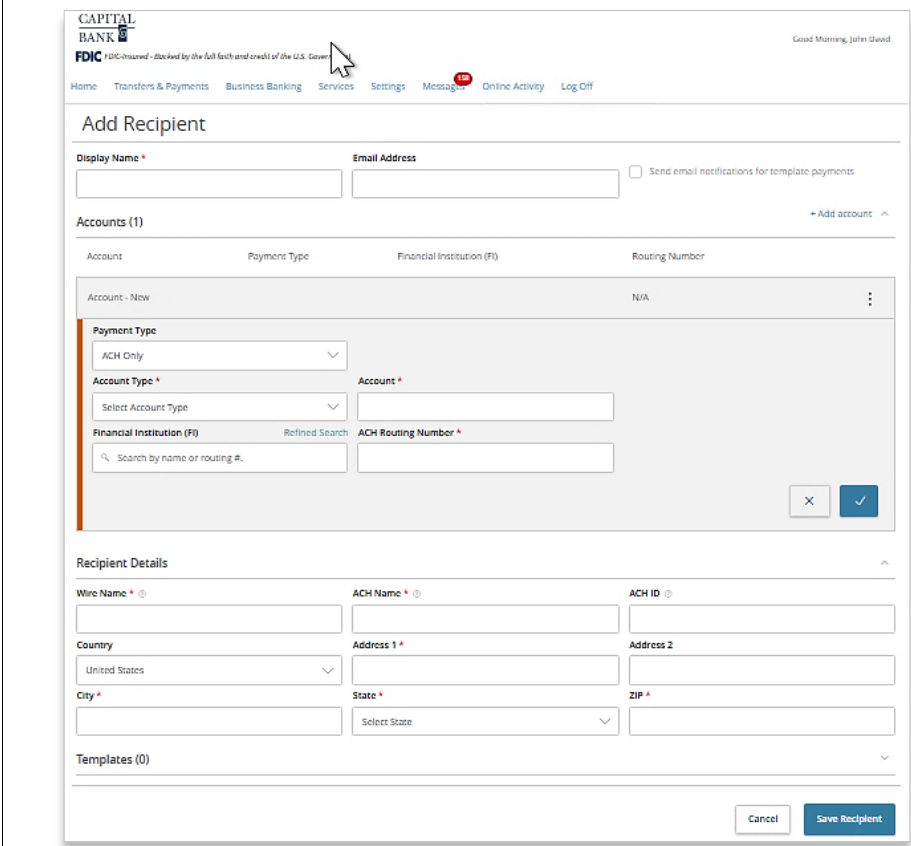 CAPITAL
BANK
FDIC FDIC-Insured - Backed by the full faith and credit of the U.S. Government
Good Morning, John David
Home Transfers & Payments Business Banking Services Settings Messages 158 Online Activity Log Off
Add Recipient
Display Name * Email Address
Send email notifications for template payments
Accounts (1) + Add account
Account Payment Type Financial Institution (FI) Routing Number
Account - New N/A
Payment Type
ACH Only
Account Type * Account *
Select Account Type
Financial Institution (FI) Refined Search ACH Routing Number *
Search by name or routing #.
Recipient Details
Wire Name * ACH Name * ACH ID
Country Address 1 * Address 2
United States
City * State * ZIP *
Select State
Templates (0)
Cancel Save Recipient